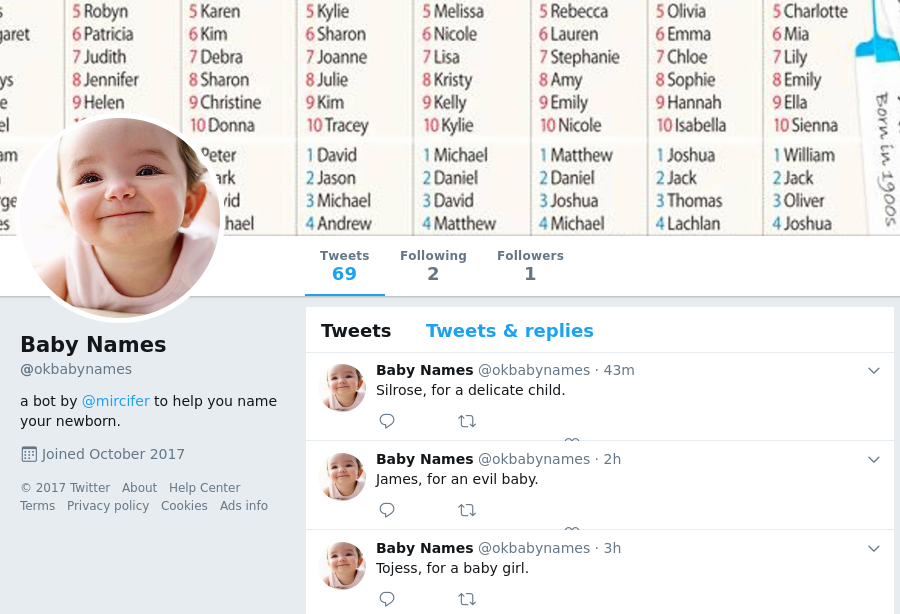 5 Robyn 5 Karen 5 Kylie 5 Melissa 5 Rebecca 5 Olivia 5 Charlotte
6 Patricia 6 Kim 6 Sharon 6 Nicole 6 Lauren 6 Emma 6 Mia
7 Judith 7 Debra 7 Joanne 7 Lisa 7 Stephanie 7 Chloe 7 Lily
8 Jennifer 8 Sharon 8 Julie 8 Kristy 8 Amy 8 Sophie 8 Emily
9 Helen 9 Christine 9 Kim 9 Kelly 9 Emily 9 Hannah 9 Ella
10 Donna 10 Tracey 10 Kylie 10 Nicole 10 Isabella 10 Sienna
Peter 1 David 1 Michael 1 Matthew 1 Joshua 1 William
2 Jason 2 Daniel 2 Daniel 2 Jack 2 Jack
3 Michael 3 David 3 Joshua 3 Thomas 3 Oliver
4 Andrew 4 Matthew 4 Michael 4 Lachlan 4 Joshua
Born in 1900s
Tweets Following Followers
69 2 1
Baby Names
@okbabynames
a bot by @mircifer to help you name
your newborn.
Joined October 2017
© 2017 Twitter About Help Center
Terms Privacy policy Cookies Ads info
Tweets Tweets & replies
Baby Names @okbabynames · 43m
Silrose, for a delicate child.
Baby Names @okbabynames · 2h
James, for an evil baby.
Baby Names @okbabynames · 3h
Tojess, for a baby girl.